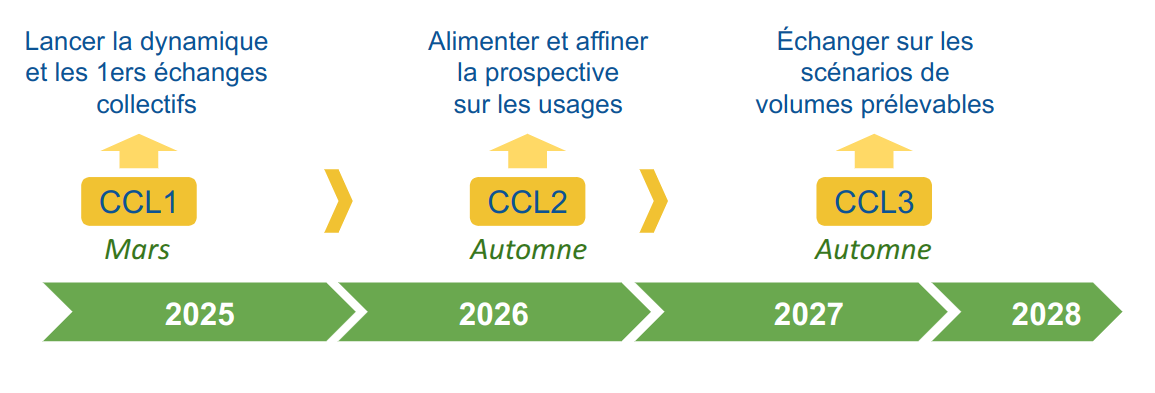 Lancer la dynamique
et les 1ers échanges
collectifs
Alimenter et affiner
la prospective
sur les usages
Échanger sur les
scénarios de
volumes prélevables
CCL1
CCL2
CCL3
Mars
Automne
Automne
2025
2026
2027
2028